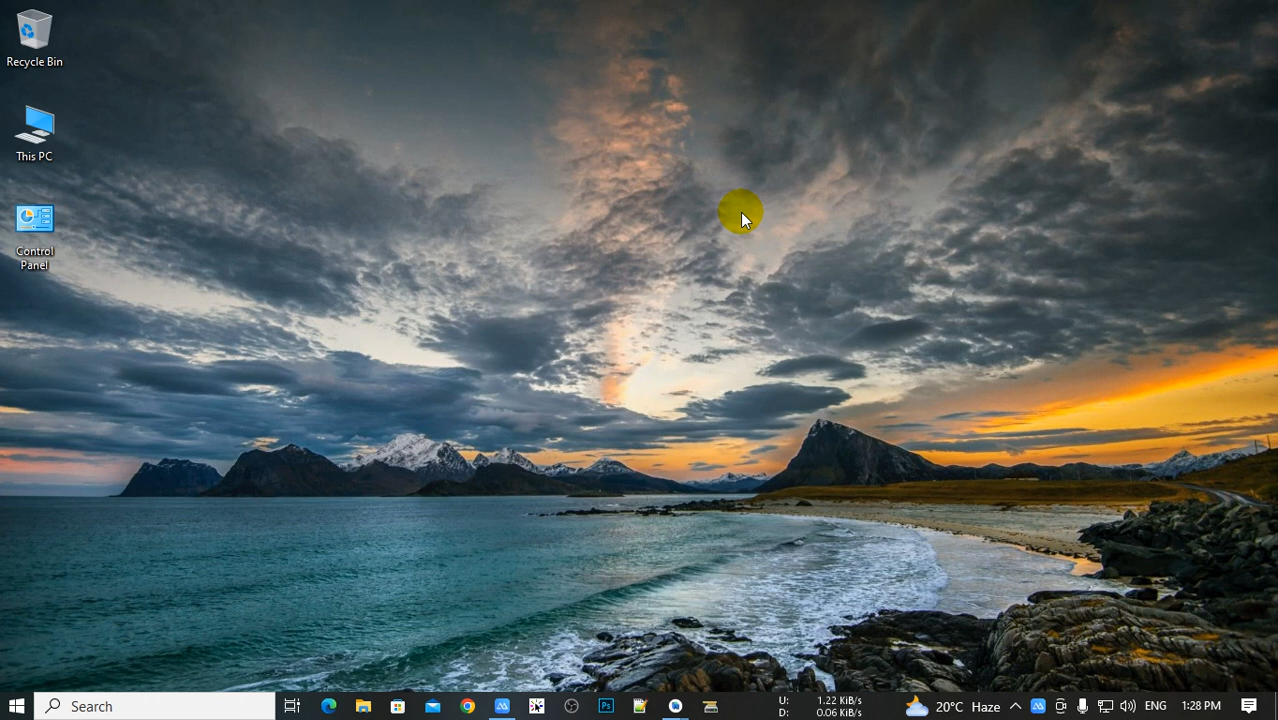 Recycle Bin
This PC
Control
Panel
Search
Ps
U: 1.22 KiB/s
D: 0.06 KiB/s
20°C Haze
ENG
1:28 PM